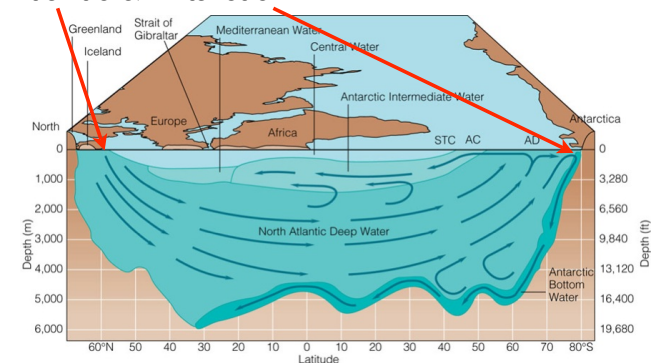 Greenland
Strait of
Gibraltar
Iceland
Mediterranean Water
Central Water
Antarctic Intermediate Water
North
Europe
Africa
STC AC AD
Antarctica
0 0
1,000 3,280
2,000 6,560
3,000 9,840
4,000 13,120
5,000 16,400
6,000 19,680
Depth (m)
Depth (ft)
North Atlantic Deep Water
Antarctic
Bottom
Water
60°N 50 40 30 20 10 0 10 20 30 40 50 60 70 80°S
Latitude